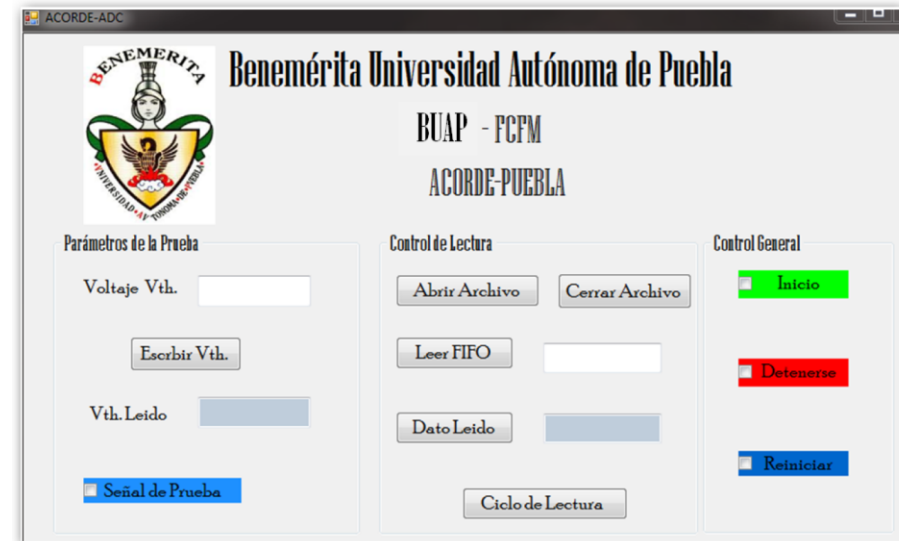 ACORDE-ADC
BENEMERITA
UNIVERSIDAD AUTONOMA DE PUEBLA
Benemérita Universidad Autónoma de Puebla
BUAP - FCFM
ACORDE-PUEBLA
Parámetros de la Prueba
Voltaje Vth.
Escrbir Vth.
Vth. Leido
Señal de Prueba
Control de Lectura
Abrir Archivo
Cerrar Archivo
Leer FIFO
Dato Leido
Ciclo de Lectura
Control General
Inicio
Detenerse
Reiniciar